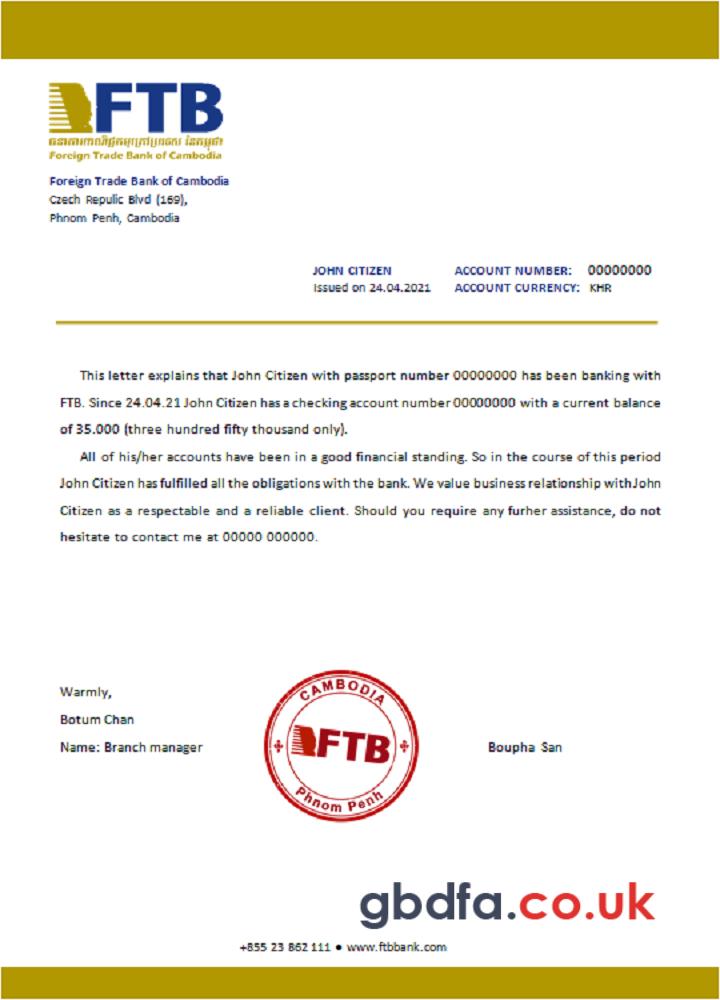 FTB
ធនាគារពាណិជ្ជកម្មក្រៅប្រទេស នៃកម្ពុជា
Foreign Trade Bank of Cambodia
Foreign Trade Bank of Cambodia
Czech Repulic Blvd (169),
Phnom Penh, Cambodia
JOHN CITIZEN ACCOUNT NUMBER: 00000000
Issued on 24.04.2021 ACCOUNT CURRENCY: KHR
This letter explains that John Citizen with passport number 00000000 has been banking with
FTB. Since 24.04.21 John Citizen has a checking account number 00000000 with a current balance
of 35.000 (three hundred fifty thousand only).
All of his/her accounts have been in a good financial standing. So in the course of this period
John Citizen has fulfilled all the obligations with the bank. We value business relationship with John
Citizen as a respectable and a reliable client. Should you require any furher assistance, do not
hesitate to contact me at 00000 000000.
Warmly,
Botum Chan
Name: Branch manager
CAMBODIA
FTB
Phnom Penh
Boupha San
gbdfa.co.uk
+855 23 862 111 ● www.ftbbank.com